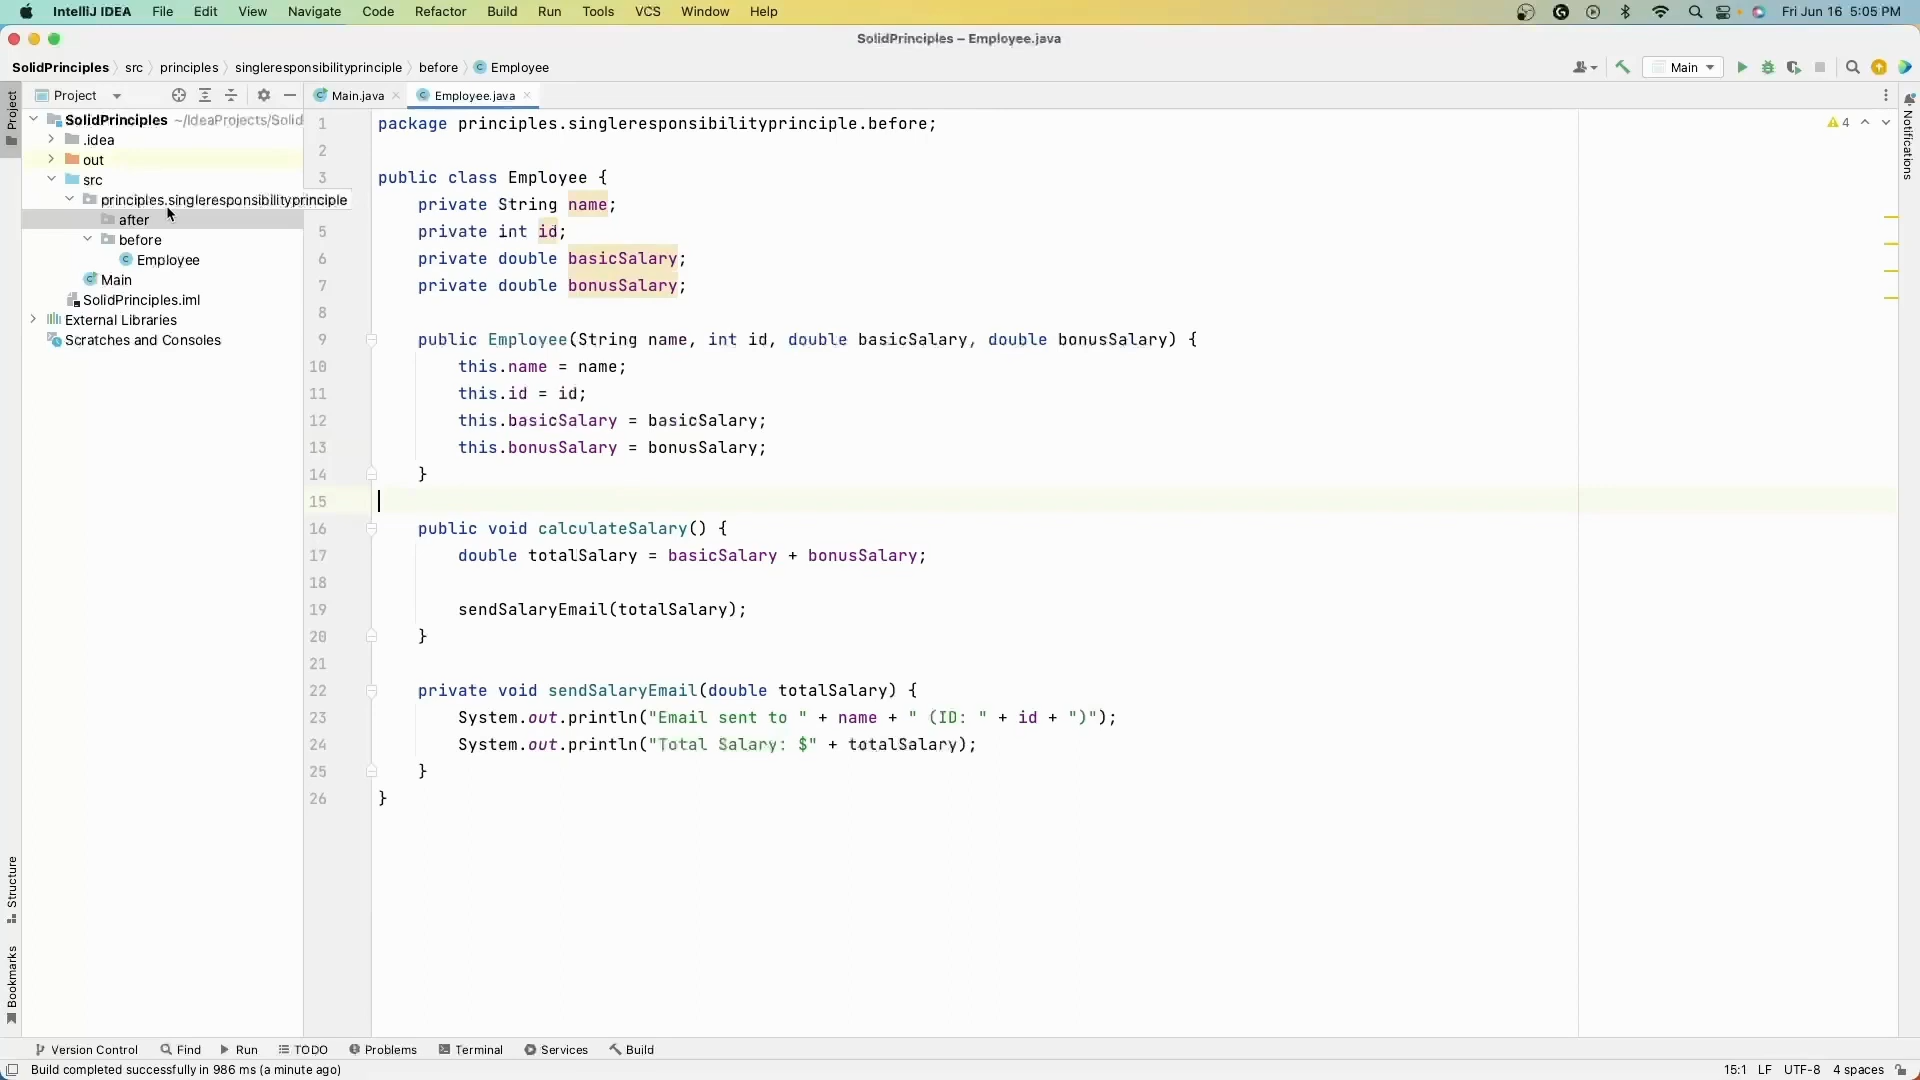 IntelliJ IDEA File Edit View Navigate Code Refactor Build Run Tools VCS Window Help Fri Jun 16 5:05 PM
SolidPrinciples – Employee.java
SolidPrinciples src principles singleresponsibilityprinciple before Employee Main
Project
Project
Main.java
Employee.java
Notifications
SolidPrinciples ~/IdeaProjects/Solid
.idea
out
src
principles.singleresponsibilityprinciple
after
before
Employee
Main
SolidPrinciples.iml
External Libraries
Scratches and Consoles
4
1 package principles.singleresponsibilityprinciple.before;
2
3 public class Employee {
private String name;
5 private int id;
6 private double basicSalary;
7 private double bonusSalary;
8
9 public Employee(String name, int id, double basicSalary, double bonusSalary) {
10 this.name = name;
11 this.id = id;
12 this.basicSalary = basicSalary;
13 this.bonusSalary = bonusSalary;
14 }
15
16 public void calculateSalary() {
17 double totalSalary = basicSalary + bonusSalary;
18
19 sendSalaryEmail(totalSalary);
20 }
21
22 private void sendSalaryEmail(double totalSalary) {
23 System.out.println("Email sent to " + name + " (ID: " + id + ")");
24 System.out.println("Total Salary: $" + totalSalary);
25 }
26 }
Structure
Bookmarks
Version Control Find Run TODO Problems Terminal Services Build
Build completed successfully in 986 ms (a minute ago) 15:1 LF UTF-8 4 spaces